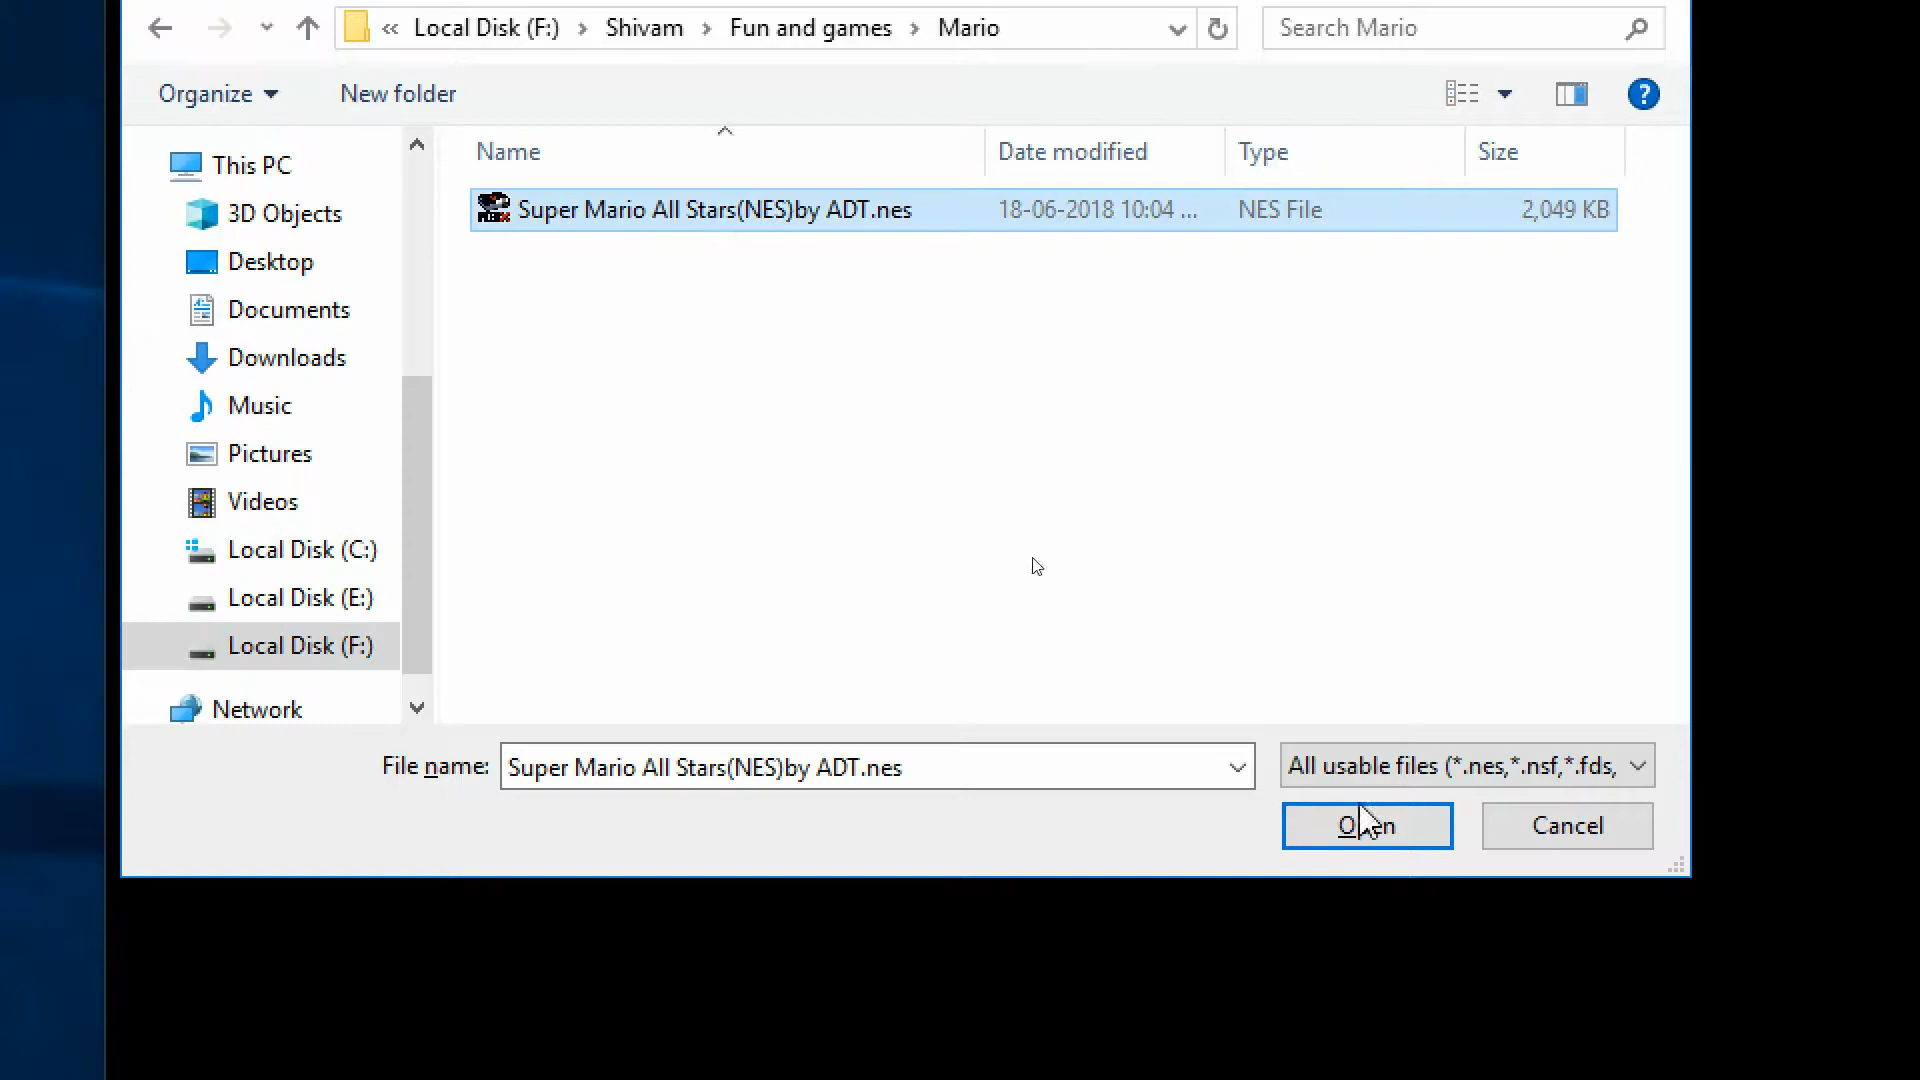 « Local Disk (F:) › Shivam › Fun and games › Mario
Search Mario
Organize
New folder
?
Name
Date modified
Type
Size
Super Mario All Stars(NES)by ADT.nes
18-06-2018 10:04 ...
NES File
2,049 KB
This PC
3D Objects
Desktop
Documents
Downloads
Music
Pictures
Videos
Local Disk (C:)
Local Disk (E:)
Local Disk (F:)
Network
File name:
Super Mario All Stars(NES)by ADT.nes
All usable files (*.nes,*.nsf,*.fds,
Open
Cancel